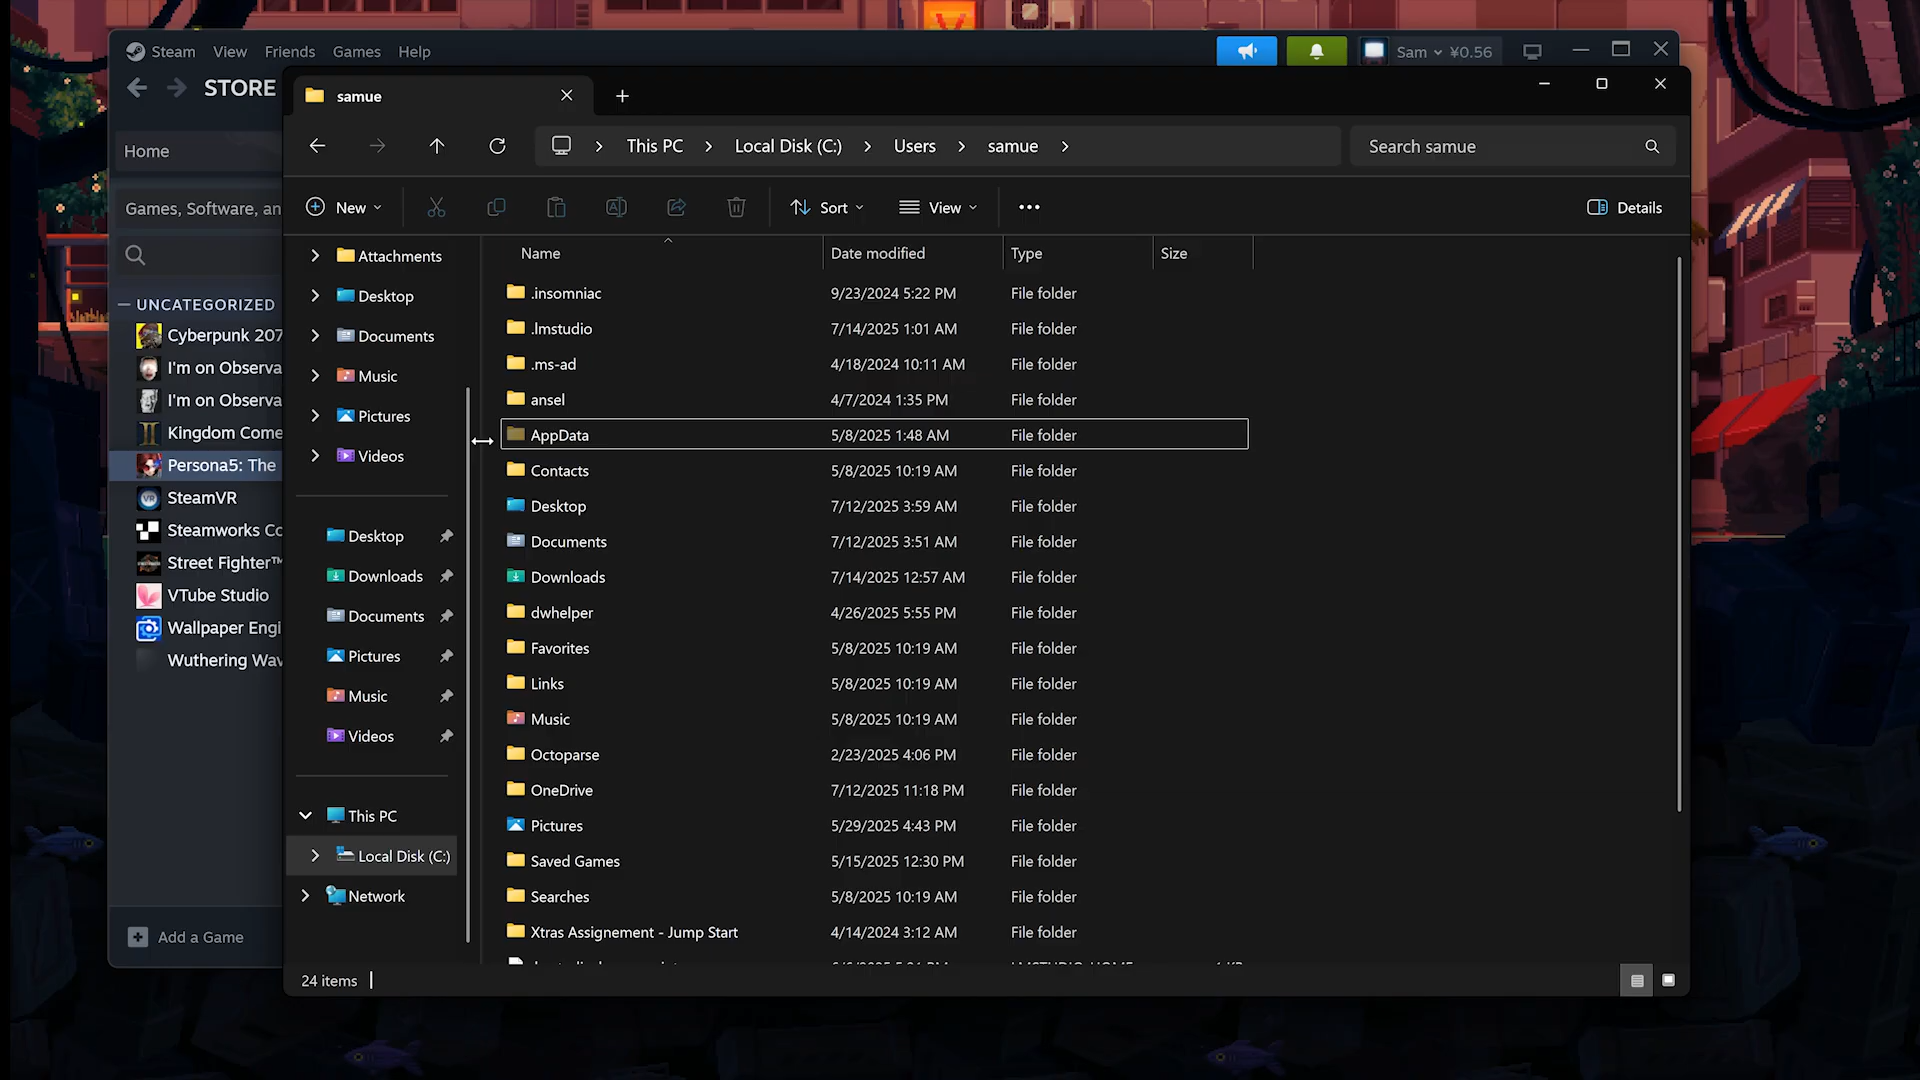 Steam View Friends Games Help
Sam ¥0.56
STORE
Home
Games, Software, an
UNCATEGORIZED
Cyberpunk 207
I'm on Observa
I'm on Observa
Kingdom Come
Persona5: The
SteamVR
Steamworks Co
Street Fighter™
VTube Studio
Wallpaper Engi
Wuthering Wav
Add a Game
samue
This PC > Local Disk (C:) > Users > samue >
Search samue
New Sort View Details
Attachments
Desktop
Documents
Music
Pictures
Videos
Desktop
Downloads
Documents
Pictures
Music
Videos
This PC
Local Disk (C:)
Network
Name Date modified Type Size
.insomniac 9/23/2024 5:22 PM File folder
.lmstudio 7/14/2025 1:01 AM File folder
.ms-ad 4/18/2024 10:11 AM File folder
ansel 4/7/2024 1:35 PM File folder
AppData 5/8/2025 1:48 AM File folder
Contacts 5/8/2025 10:19 AM File folder
Desktop 7/12/2025 3:59 AM File folder
Documents 7/12/2025 3:51 AM File folder
Downloads 7/14/2025 12:57 AM File folder
dwhelper 4/26/2025 5:55 PM File folder
Favorites 5/8/2025 10:19 AM File folder
Links 5/8/2025 10:19 AM File folder
Music 5/8/2025 10:19 AM File folder
Octoparse 2/23/2025 4:06 PM File folder
OneDrive 7/12/2025 11:18 PM File folder
Pictures 5/29/2025 4:43 PM File folder
Saved Games 5/15/2025 12:30 PM File folder
Searches 5/8/2025 10:19 AM File folder
Xtras Assignement - Jump Start 4/14/2024 3:12 AM File folder
24 items